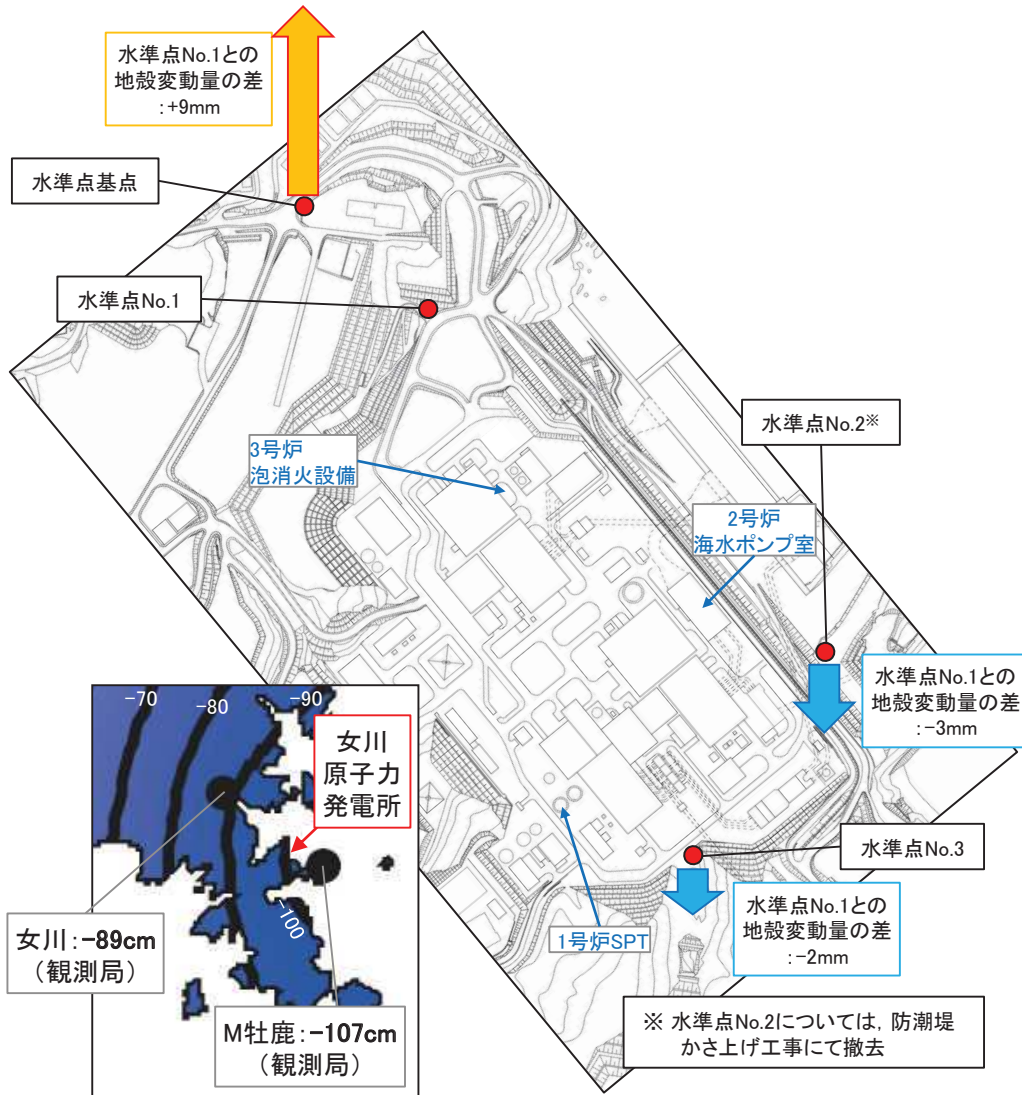 水準点No.1との
地殻変動量の差
:+9mm
水準点基点
水準点No.1
水準点No.2※
3号炉
泡消火設備
2号炉
海水ポンプ室
水準点No.1との
地殻変動量の差
:-3mm
-70
-80
-90
女川
原子力
発電所
水準点No.3
-100
女川:-89cm
(観測局)
1号炉SPT
水準点No.1との
地殻変動量の差
:-2mm
M牡鹿:-107cm
(観測局)
※ 水準点No.2については, 防潮堤
かさ上げ工事にて撤去